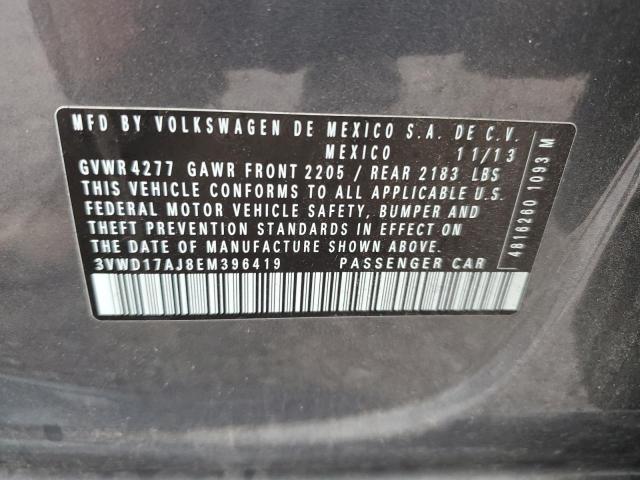 MFD BY VOLKSWAGEN DE MEXICO S.A. DE C.V.
MEXICO 11/13
GVWR 4277 GAWR FRONT 2205 / REAR 2183 LBS
THIS VEHICLE CONFORMS TO ALL APPLICABLE U.S.
FEDERAL MOTOR VEHICLE SAFETY, BUMPER AND
THEFT PREVENTION STANDARDS IN EFFECT ON
THE DATE OF MANUFACTURE SHOWN ABOVE.
3VWD17AJ8EM396419 PASSENGER CAR
4816260 1093 M